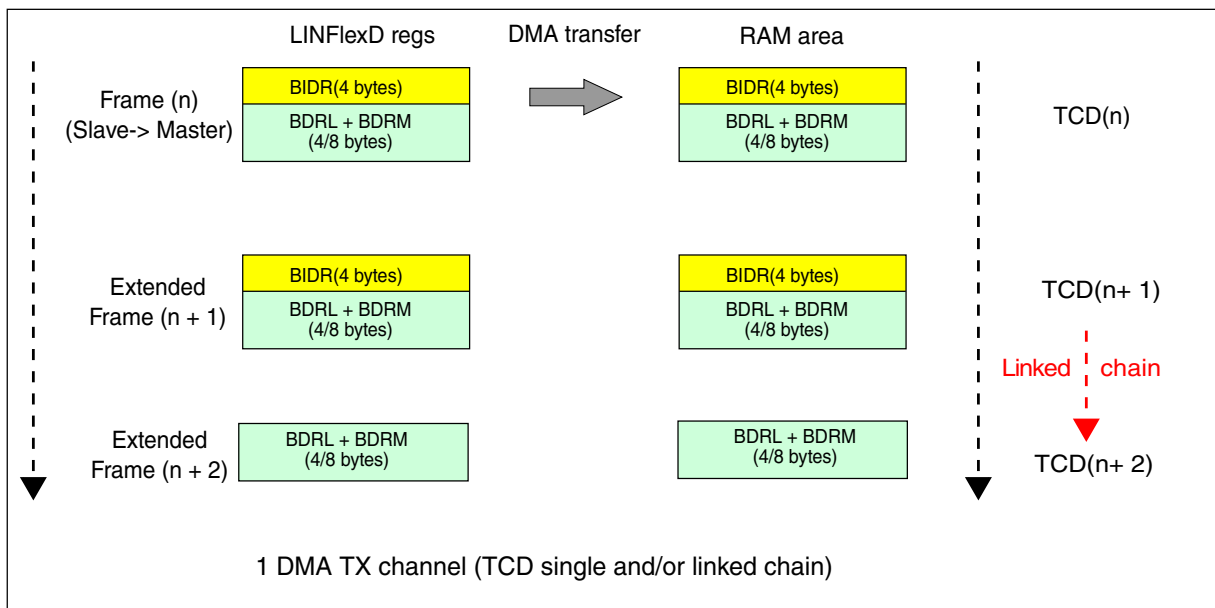 LINFlexD regs DMA transfer RAM area
Frame (n)
(Slave-> Master)
BIDR(4 bytes)
BDRL + BDRM
(4/8 bytes)
BIDR(4 bytes)
BDRL + BDRM
(4/8 bytes)
TCD(n)
Extended
Frame (n + 1)
BIDR(4 bytes)
BDRL + BDRM
(4/8 bytes)
BIDR(4 bytes)
BDRL + BDRM
(4/8 bytes)
TCD(n+ 1)
Linked chain
Extended
Frame (n + 2)
BDRL + BDRM
(4/8 bytes)
BDRL + BDRM
(4/8 bytes)
TCD(n+ 2)
1 DMA TX channel (TCD single and/or linked chain)